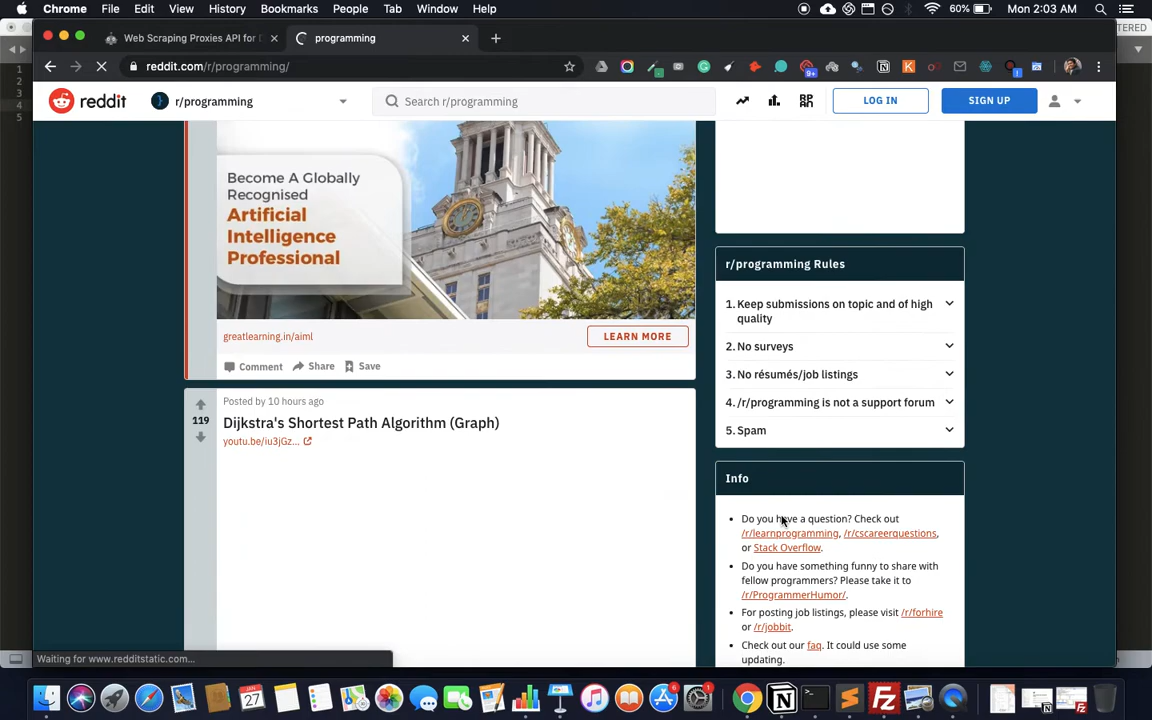 Chrome File Edit View History Bookmarks People Tab Window Help 60% Mon 2:03 AM
Web Scraping Proxies API for programming
reddit.com/r/programming/
reddit r/programming Search r/programming LOG IN SIGN UP
1
2
3
4
5
Become A Globally
Recognised
Artificial
Intelligence
Professional
greatlearning.in/aiml LEARN MORE
Comment Share Save
119
Posted by 10 hours ago
Dijkstra's Shortest Path Algorithm (Graph)
youtu.be/iu3jGz...
r/programming Rules
1. Keep submissions on topic and of high
quality
2. No surveys
3. No résumés/job listings
4. /r/programming is not a support forum
5. Spam
Info
Do you have a question? Check out
/r/learnprogramming, /r/cscareerquestions,
or Stack Overflow.
Do you have something funny to share with
fellow programmers? Please take it to
/r/ProgrammerHumor/.
For posting job listings, please visit /r/forhire
or /r/jobbit.
Check out our faq. It could use some
updating.
Waiting for www.redditstatic.com...